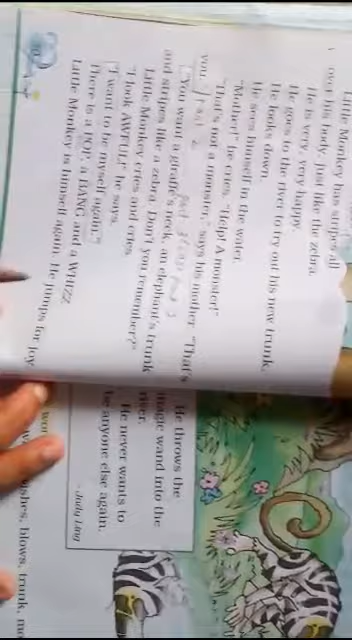 Little Monkey has stripes all
over his body, just like the zebra.
He is very, very happy.
He goes to the river to try out his new trunk.
He looks down.
He sees himself in the water.
"Mother!" he cries. "Help! A monster!"
"That's not a monster," says his mother. "That's
you
"You want a giraffe's neck, an elephant's trunk
and stripes like a zebra. Don't you remember?"
Little Monkey cries and cries.
"I look AWFUL!" he says.
"I want to be myself again."
There is a POP, a BANG and a WHIZZ.
Little Monkey is himself again. He jumps for joy.
He throws the
magic wand into the
river.
He never wants to
be anyone else again.
Judy Ling
wishes, blows, trunk,